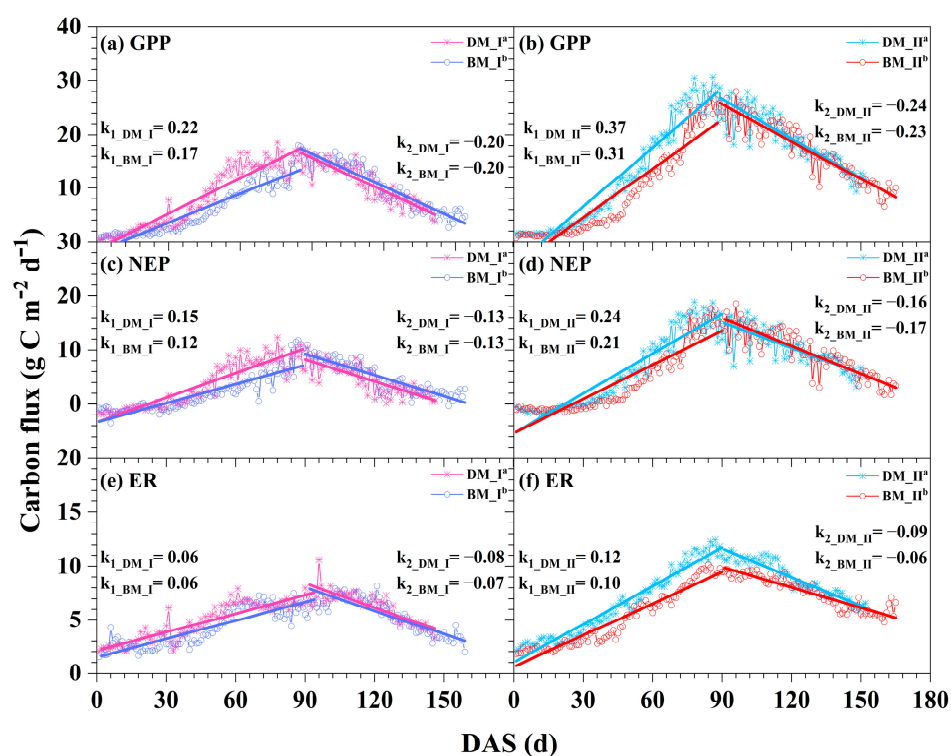 Carbon flux (g C m⁻² d⁻¹)
40
30
20
10
30
(a) GPP
DM_Iᵃ
BM_Iᵇ
k₁_DM_I= 0.22
k₁_BM_I= 0.17
k₂_DM_I= −0.20
k₂_BM_I= −0.20
(b) GPP
DM_IIᵃ
BM_IIᵇ
k₁_DM_II= 0.37
k₁_BM_II= 0.31
k₂_DM_II= −0.24
k₂_BM_II= −0.23
20
10
0
20
(c) NEP
DM_Iᵃ
BM_Iᵇ
k₁_DM_I= 0.15
k₁_BM_I= 0.12
k₂_DM_I= −0.13
k₂_BM_I= −0.13
(d) NEP
DM_IIᵃ
BM_IIᵇ
k₁_DM_II= 0.24
k₁_BM_II= 0.21
k₂_DM_II= −0.16
k₂_BM_II= −0.17
15
10
5
0
(e) ER
DM_Iᵃ
BM_Iᵇ
k₁_DM_I= 0.06
k₁_BM_I= 0.06
k₂_DM_I= −0.08
k₂_BM_I= −0.07
(f) ER
DM_IIᵃ
BM_IIᵇ
k₁_DM_II= 0.12
k₁_BM_II= 0.10
k₂_DM_II= −0.09
k₂_BM_II= −0.06
0 30 60 90 120 150 0 30 60 90 120 150 180
DAS (d)